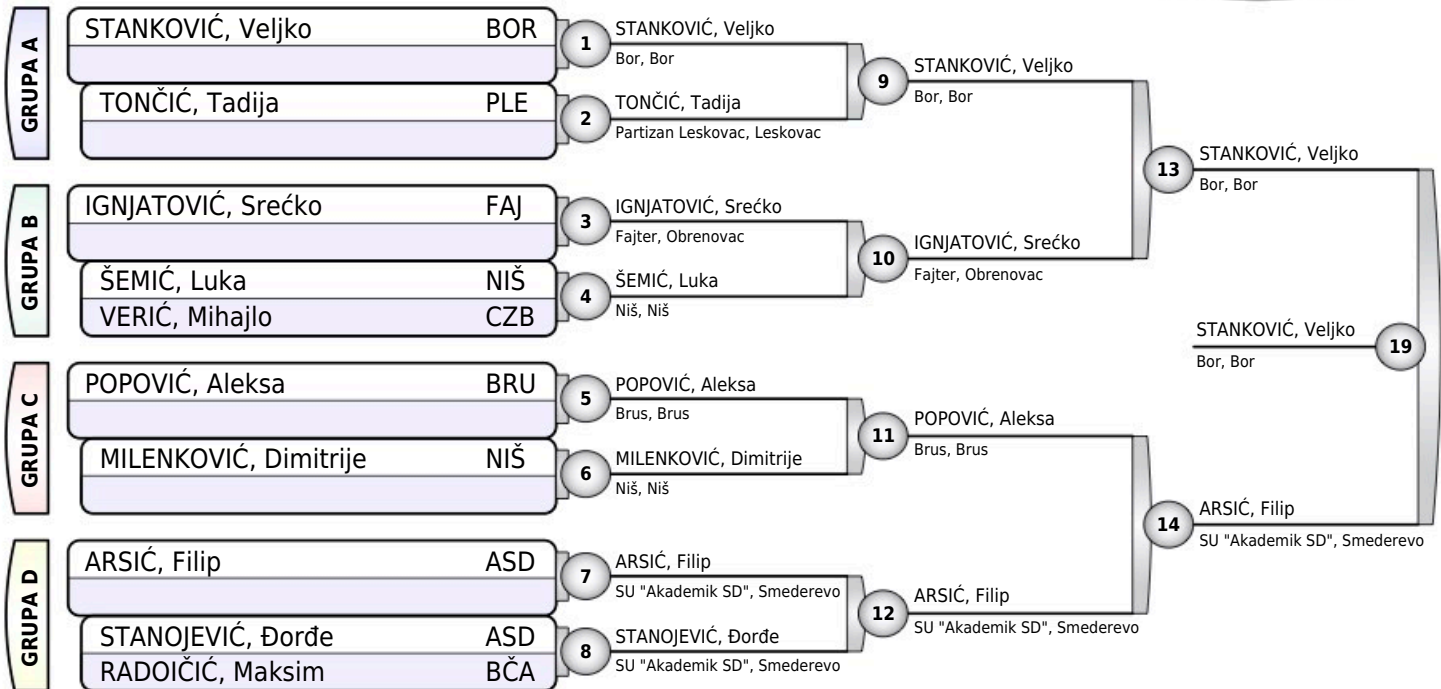 GRUPA A
STANKOVIĆ, Veljko BOR
TONČIĆ, Tadija PLE
GRUPA B
IGNJATOVIĆ, Srećko FAJ
ŠEMIĆ, Luka NIŠ
VERIĆ, Mihajlo CZB
GRUPA C
POPOVIĆ, Aleksa BRU
MILENKOVIĆ, Dimitrije NIŠ
GRUPA D
ARSIĆ, Filip ASD
STANOJEVIĆ, Đorđe ASD
RADOIČIĆ, Maksim BČA
1
STANKOVIĆ, Veljko
Bor, Bor
2
TONČIĆ, Tadija
Partizan Leskovac, Leskovac
3
IGNJATOVIĆ, Srećko
Fajter, Obrenovac
4
ŠEMIĆ, Luka
Niš, Niš
5
POPOVIĆ, Aleksa
Brus, Brus
6
MILENKOVIĆ, Dimitrije
Niš, Niš
7
ARSIĆ, Filip
SU "Akademik SD", Smederevo
8
STANOJEVIĆ, Đorđe
SU "Akademik SD", Smederevo
9
STANKOVIĆ, Veljko
Bor, Bor
10
IGNJATOVIĆ, Srećko
Fajter, Obrenovac
11
POPOVIĆ, Aleksa
Brus, Brus
12
ARSIĆ, Filip
SU "Akademik SD", Smederevo
13
STANKOVIĆ, Veljko
Bor, Bor
14
ARSIĆ, Filip
SU "Akademik SD", Smederevo
STANKOVIĆ, Veljko
Bor, Bor
19